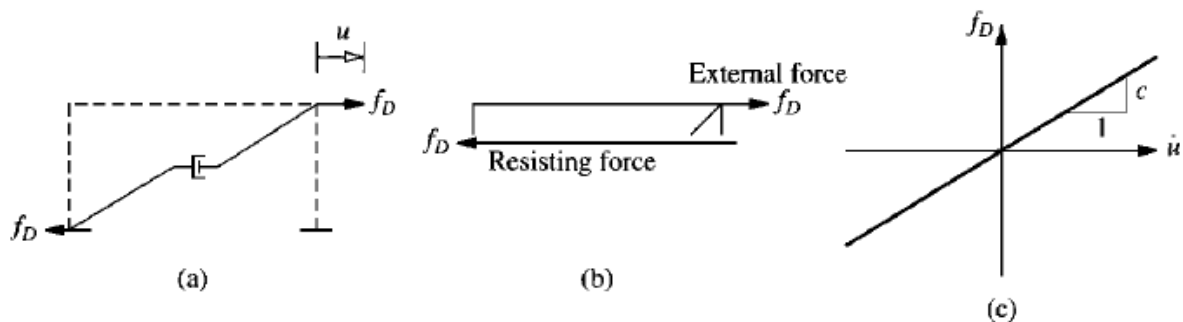 u
f_D
f_D
(a)
External force
f_D
f_D
Resisting force
(b)
f_D
c
1
u̇
(c)